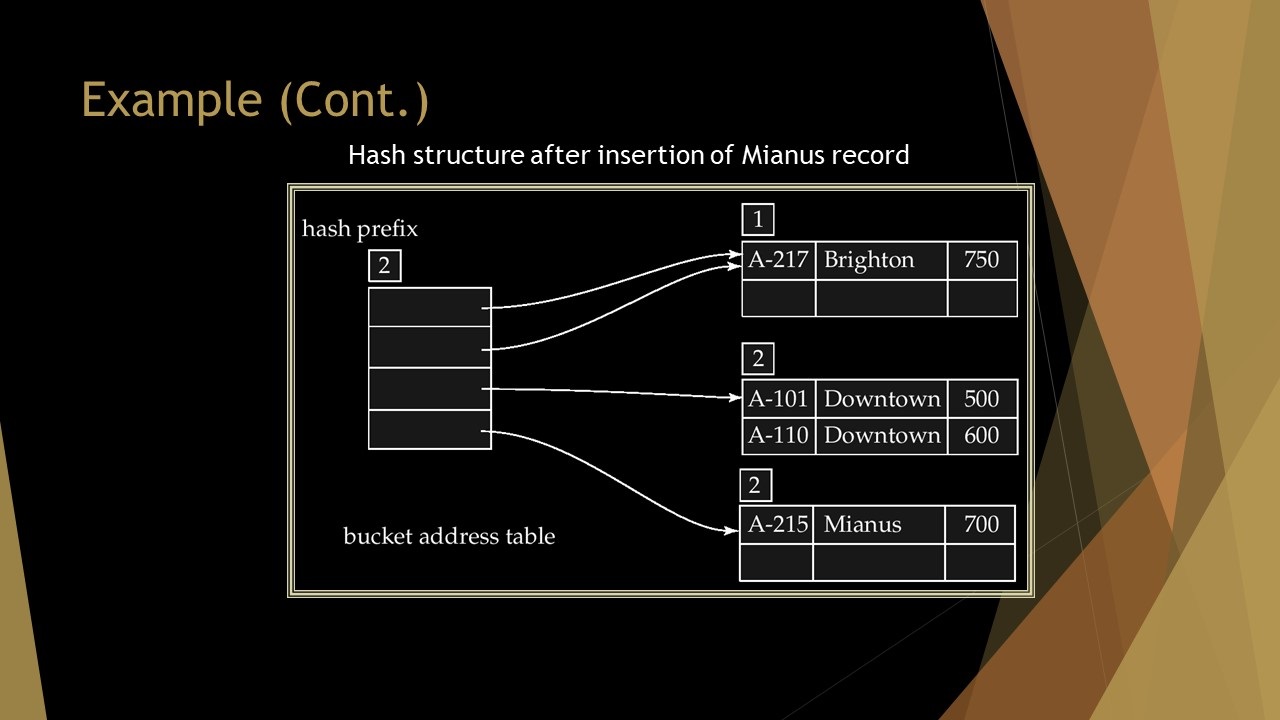 Example (Cont.)
Hash structure after insertion of Mianus record
hash prefix
2
bucket address table
1
A-217 Brighton 750
2
A-101 Downtown 500
A-110 Downtown 600
2
A-215 Mianus 700